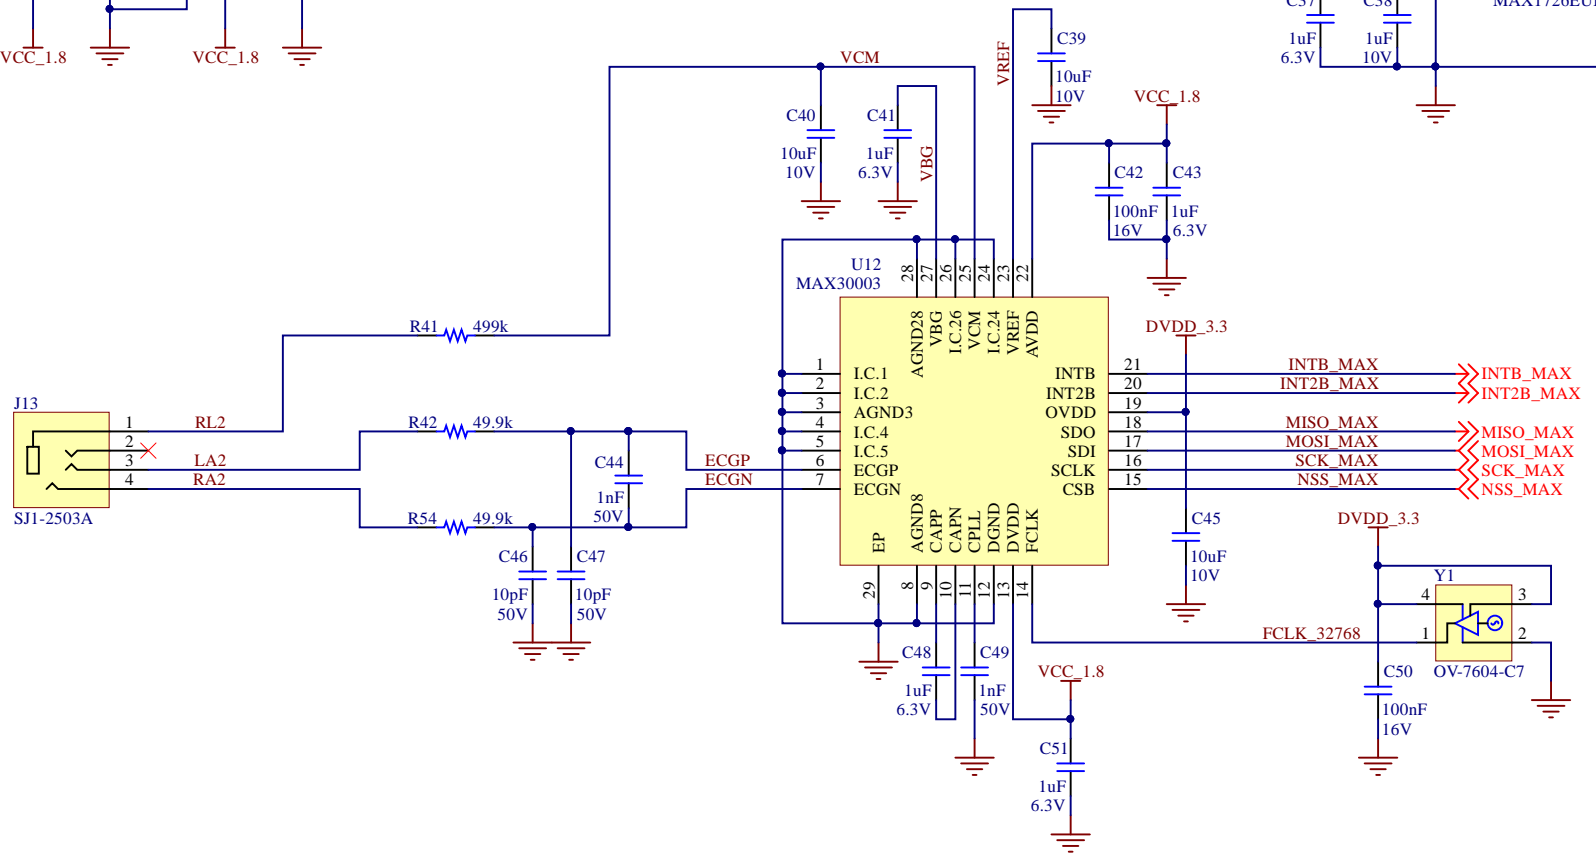 VCC_1.8
VCC_1.8
VCM
VREF
C39
10uF
10V
1uF
6.3V
1uF
10V
C40
10uF
10V
C41
1uF
6.3V
VBG
VCC_1.8
C42
100nF
16V
C43
1uF
6.3V
U12
MAX30003
28
27
26
25
24
23
22
AGND28
VBG
I.C.26
VCM
I.C.24
VREF
AVDD
R41 499k
DVDD_3.3
J13
1 RL2
2
3 LA2
4 RA2
SJ1-2503A
R42 49.9k
R54 49.9k
C44
1nF
50V
ECGP
ECGN
C46
10pF
50V
C47
10pF
50V
1 I.C.1
2 I.C.2
3 AGND3
4 I.C.4
5 I.C.5
6 ECGP
7 ECGN
INTB 21 INTB_MAX INTB_MAX
INT2B 20 INT2B_MAX INT2B_MAX
OVDD 19
SDO 18 MISO_MAX MISO_MAX
SDI 17 MOSI_MAX MOSI_MAX
SCLK 16 SCK_MAX SCK_MAX
CSB 15 NSS_MAX NSS_MAX
EP
AGND8
CAPP
CAPN
CPLL
DGND
DVDD
FCLK
29
8
9
10
11
12
13
14
C45
10uF
10V
DVDD_3.3
Y1
4 3
1 2
OV-7604-C7
FCLK_32768
C48
1uF
6.3V
C49
1nF
50V
VCC_1.8
C50
100nF
16V
C51
1uF
6.3V